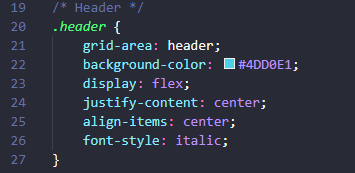 19 /* Header */
20 .header {
21 grid-area: header;
22 background-color: #4DD0E1;
23 display: flex;
24 justify-content: center;
25 align-items: center;
26 font-style: italic;
27 }